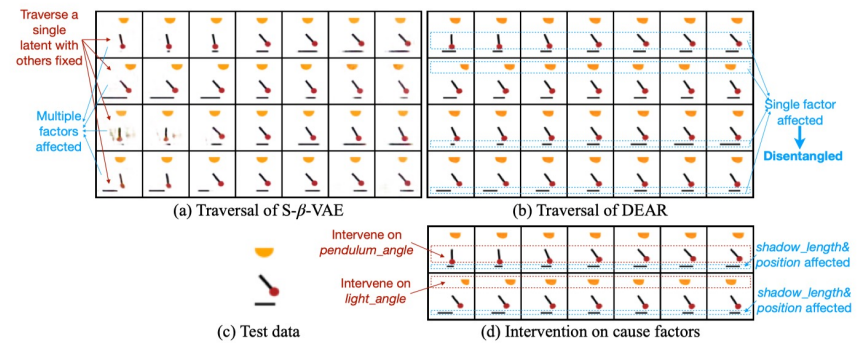 Traverse a
single
latent with
others fixed
Multiple
factors
affected
Single factor
affected
Disentangled
(a) Traversal of S-β-VAE
(b) Traversal of DEAR
Intervene on
pendulum_angle
Intervene on
light_angle
shadow_length&
position affected
shadow_length&
position affected
(c) Test data
(d) Intervention on cause factors